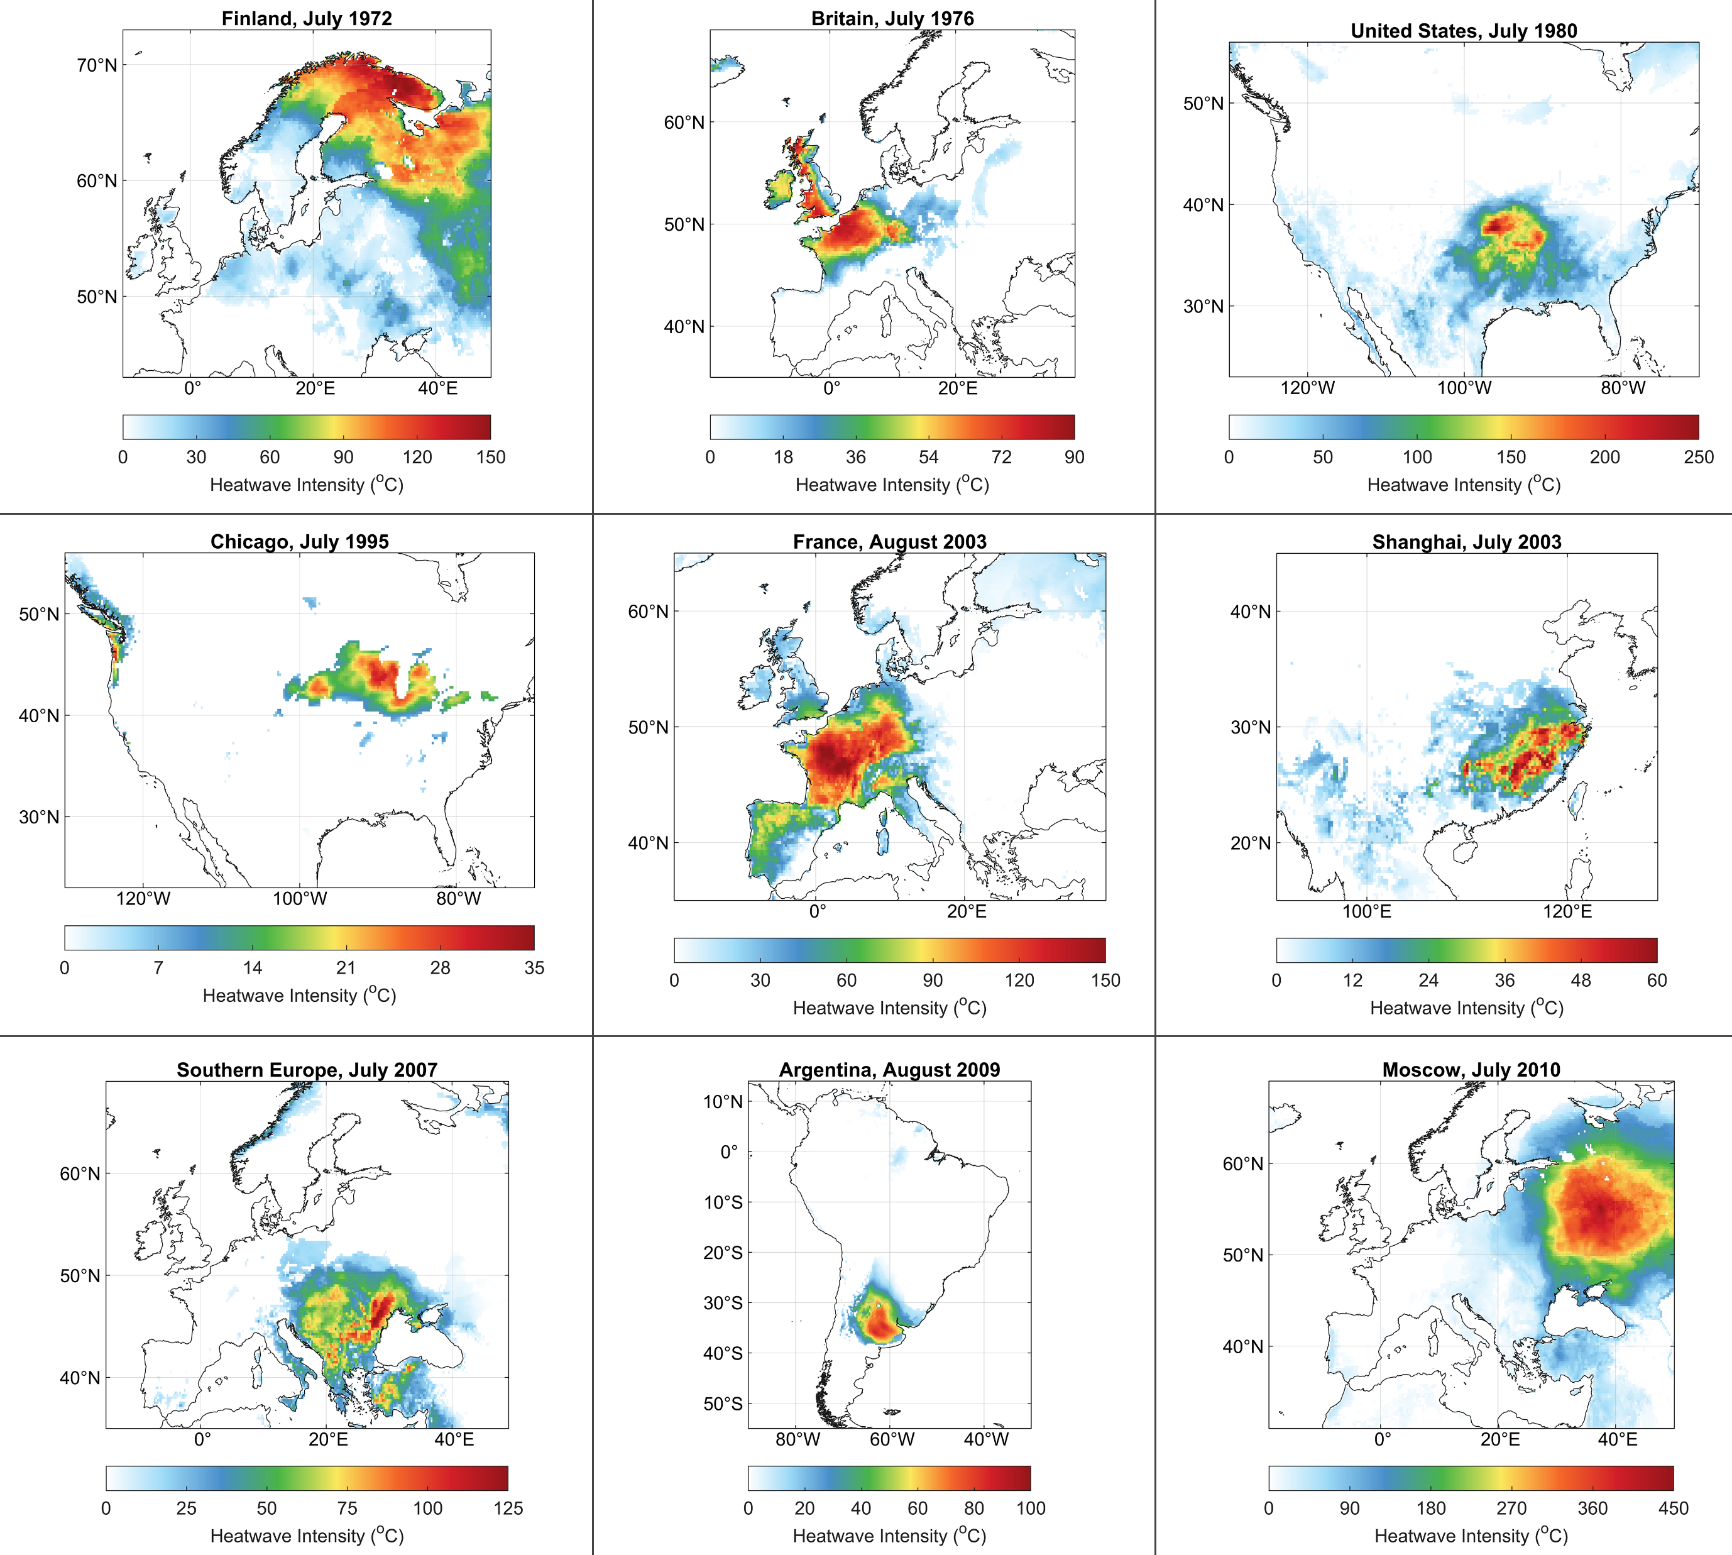 Finland, July 1972
70°N
60°N
50°N
0° 20°E 40°E
0 30 60 90 120 150
Heatwave Intensity (°C)
Britain, July 1976
60°N
50°N
40°N
0° 20°E
0 18 36 54 72 90
Heatwave Intensity (°C)
United States, July 1980
50°N
40°N
30°N
120°W 100°W 80°W
0 50 100 150 200 250
Heatwave Intensity (°C)
Chicago, July 1995
50°N
40°N
30°N
120°W 100°W 80°W
0 7 14 21 28 35
Heatwave Intensity (°C)
France, August 2003
60°N
50°N
40°N
0° 20°E
0 30 60 90 120 150
Heatwave Intensity (°C)
Shanghai, July 2003
40°N
30°N
20°N
100°E 120°E
0 12 24 36 48 60
Heatwave Intensity (°C)
Southern Europe, July 2007
60°N
50°N
40°N
0° 20°E 40°E
0 25 50 75 100 125
Heatwave Intensity (°C)
Argentina, August 2009
10°N
0°
10°S
20°S
30°S
40°S
50°S
80°W 60°W 40°W
0 20 40 60 80 100
Heatwave Intensity (°C)
Moscow, July 2010
60°N
50°N
40°N
0° 20°E 40°E
0 90 180 270 360 450
Heatwave Intensity (°C)